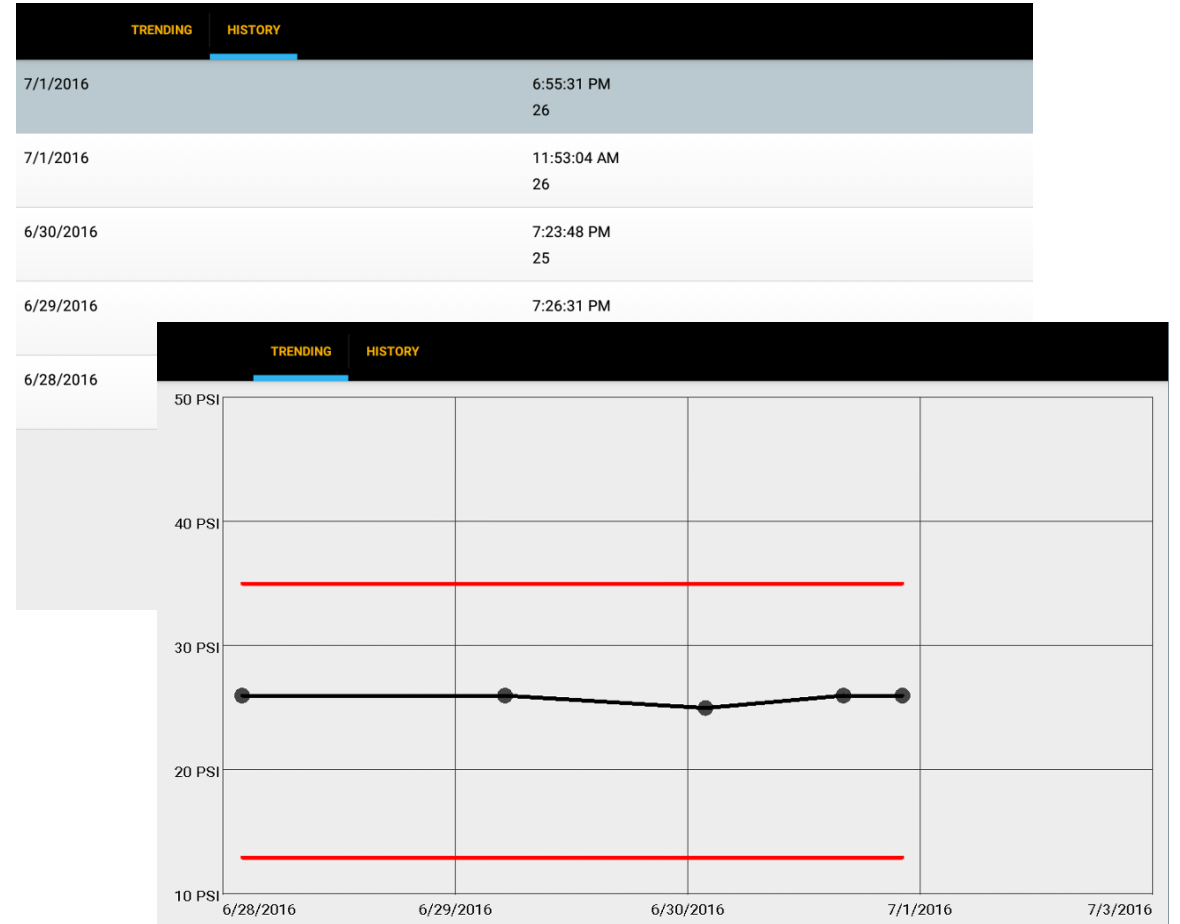 TRENDING HISTORY
7/1/2016 6:55:31 PM
26
7/1/2016 11:53:04 AM
26
6/30/2016 7:23:48 PM
25
6/29/2016 7:26:31 PM
6/28/2016
TRENDING HISTORY
50 PSI
40 PSI
30 PSI
20 PSI
10 PSI
6/28/2016 6/29/2016 6/30/2016 7/1/2016 7/3/2016